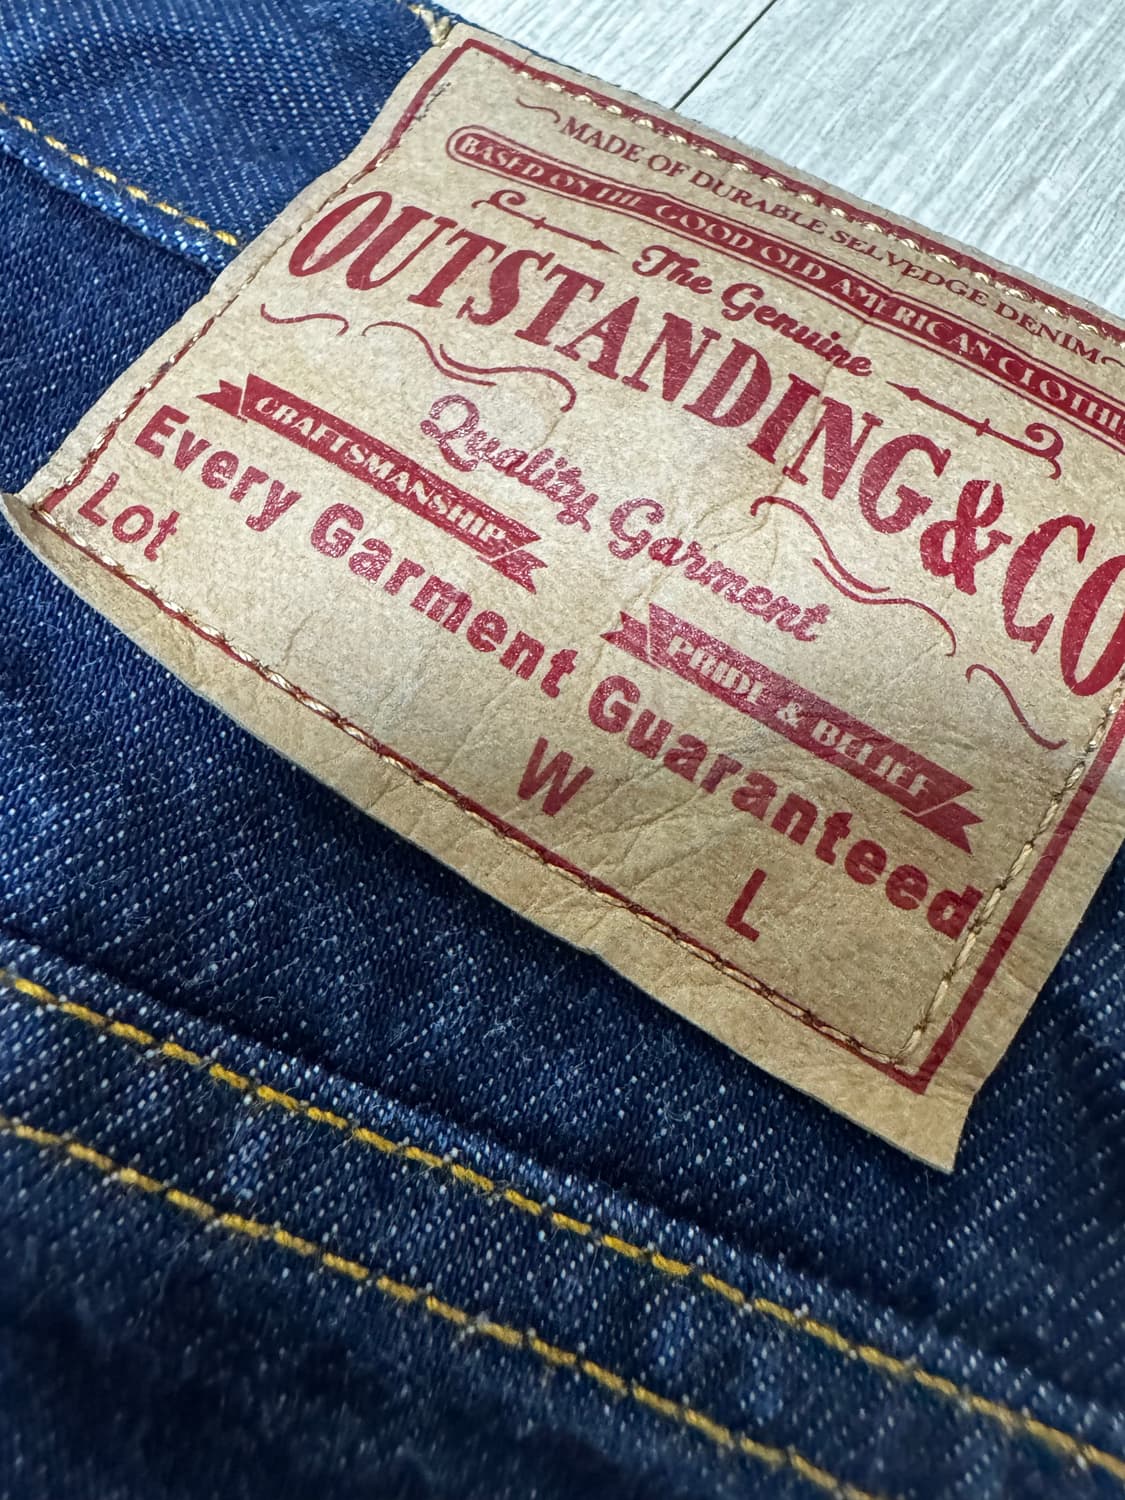 MADE OF DURABLE SELVEDGE DENIM
BASED ON THE GOOD OLD AMERICAN CLOTHI
The Genuine
OUTSTANDING & CO
Quality Garment
CRAFTSMANSHIP
PRIDE & BELIEF
Every Garment Guaranteed
Lot W L